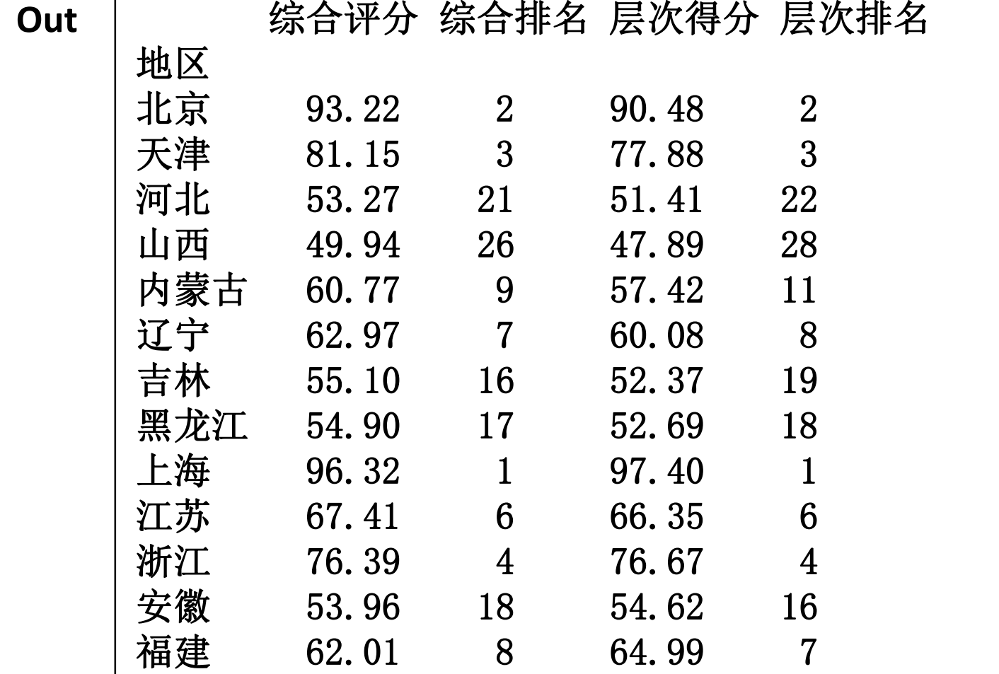 Out 综合评分 综合排名 层次得分 层次排名
地区
北京 93.22 2 90.48 2
天津 81.15 3 77.88 3
河北 53.27 21 51.41 22
山西 49.94 26 47.89 28
内蒙古 60.77 9 57.42 11
辽宁 62.97 7 60.08 8
吉林 55.10 16 52.37 19
黑龙江 54.90 17 52.69 18
上海 96.32 1 97.40 1
江苏 67.41 6 66.35 6
浙江 76.39 4 76.67 4
安徽 53.96 18 54.62 16
福建 62.01 8 64.99 7